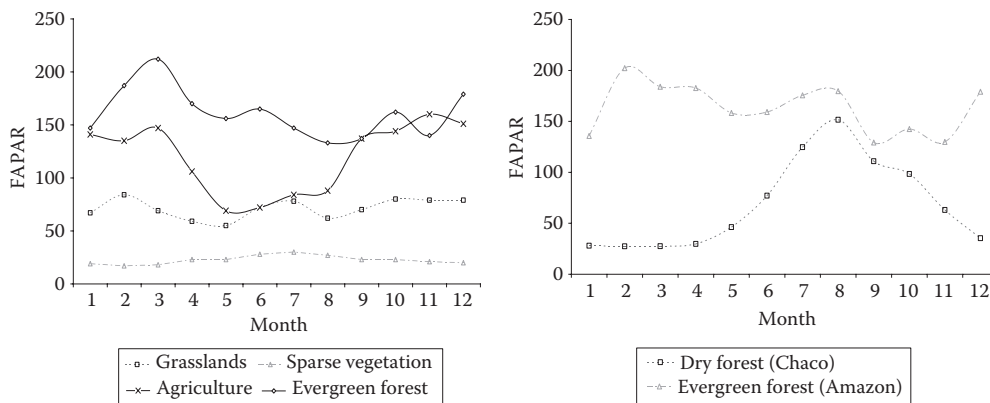 250
200
150
100
50
0
FAPAR
1 2 3 4 5 6 7 8 9 10 11 12
Month
Grasslands Sparse vegetation
Agriculture Evergreen forest
250
200
150
100
50
0
FAPAR
1 2 3 4 5 6 7 8 9 10 11 12
Month
Dry forest (Chaco)
Evergreen forest (Amazon)